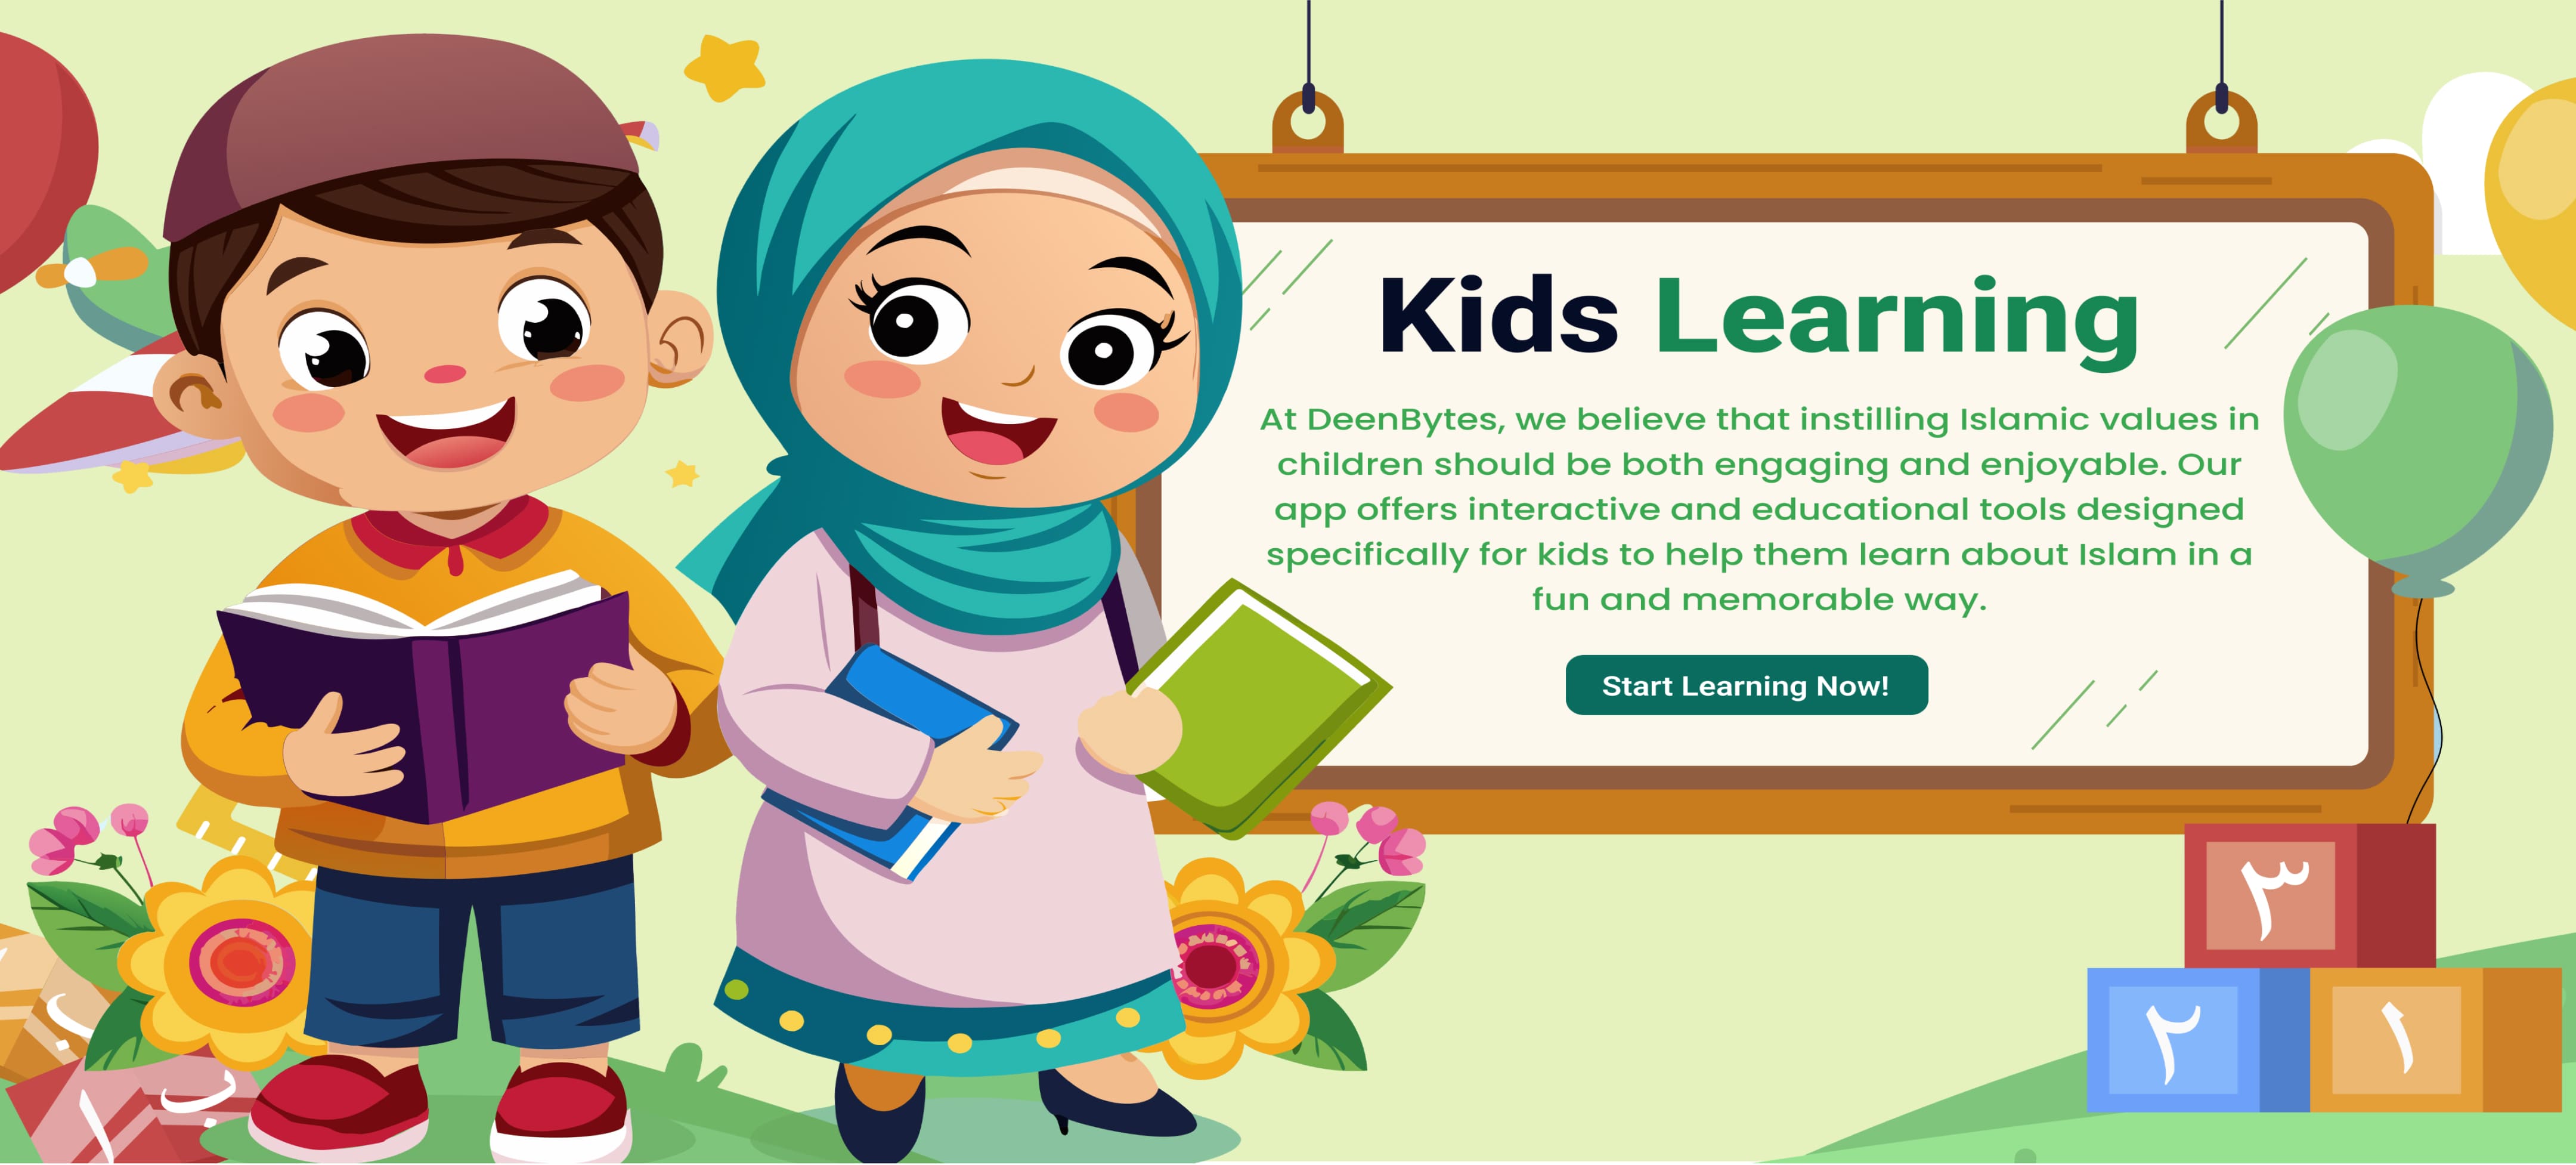 Kids Learning
At DeenBytes, we believe that instilling Islamic values in
children should be both engaging and enjoyable. Our
app offers interactive and educational tools designed
specifically for kids to help them learn about Islam in a
fun and memorable way.
Start Learning Now!
٣
٢
١
ب
ب
ا